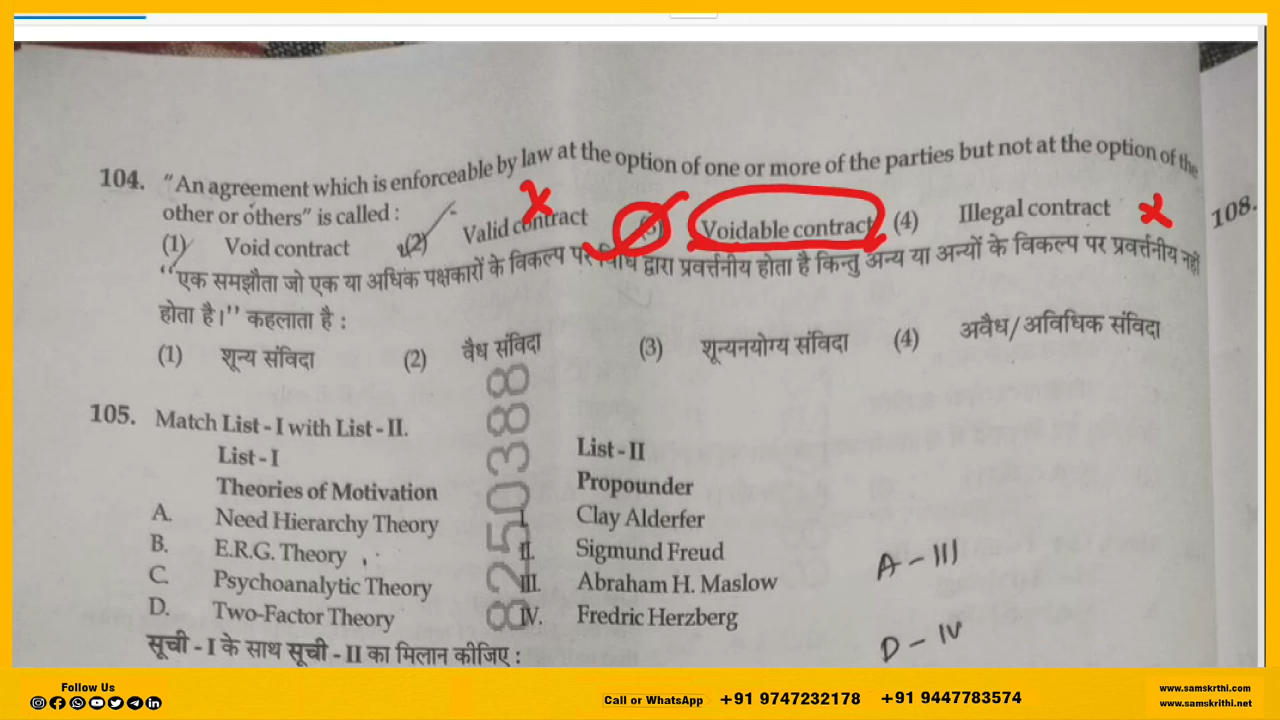 104. "An agreement which is enforceable by law at the option of one or more of the parties but not at the option of the
other or others" is called :
(1) Void contract (2) Valid contract (3) Voidable contract (4) Illegal contract
"एक समझौता जो एक या अधिक पक्षकारों के विकल्प पर विधि द्वारा प्रवर्त्तनीय होता है किन्तु अन्य या अन्यों के विकल्प पर प्रवर्त्तनीय नहीं
होता है।" कहलाता है :
(1) शून्य संविदा (2) वैध संविदा (3) शून्यनयोग्य संविदा (4) अवैध/अविधिक संविदा
108.
105. Match List - I with List - II.
List - I List - II
Theories of Motivation Propounder
A. Need Hierarchy Theory I. Clay Alderfer
B. E.R.G. Theory II. Sigmund Freud
C. Psychoanalytic Theory III. Abraham H. Maslow
D. Two-Factor Theory IV. Fredric Herzberg
A - III
D - IV
सूची - I के साथ सूची - II का मिलान कीजिए :
8250388
Follow Us
Call or WhatsApp +91 9747232178 +91 9447783574
www.samskrthi.com
www.samskrithi.net